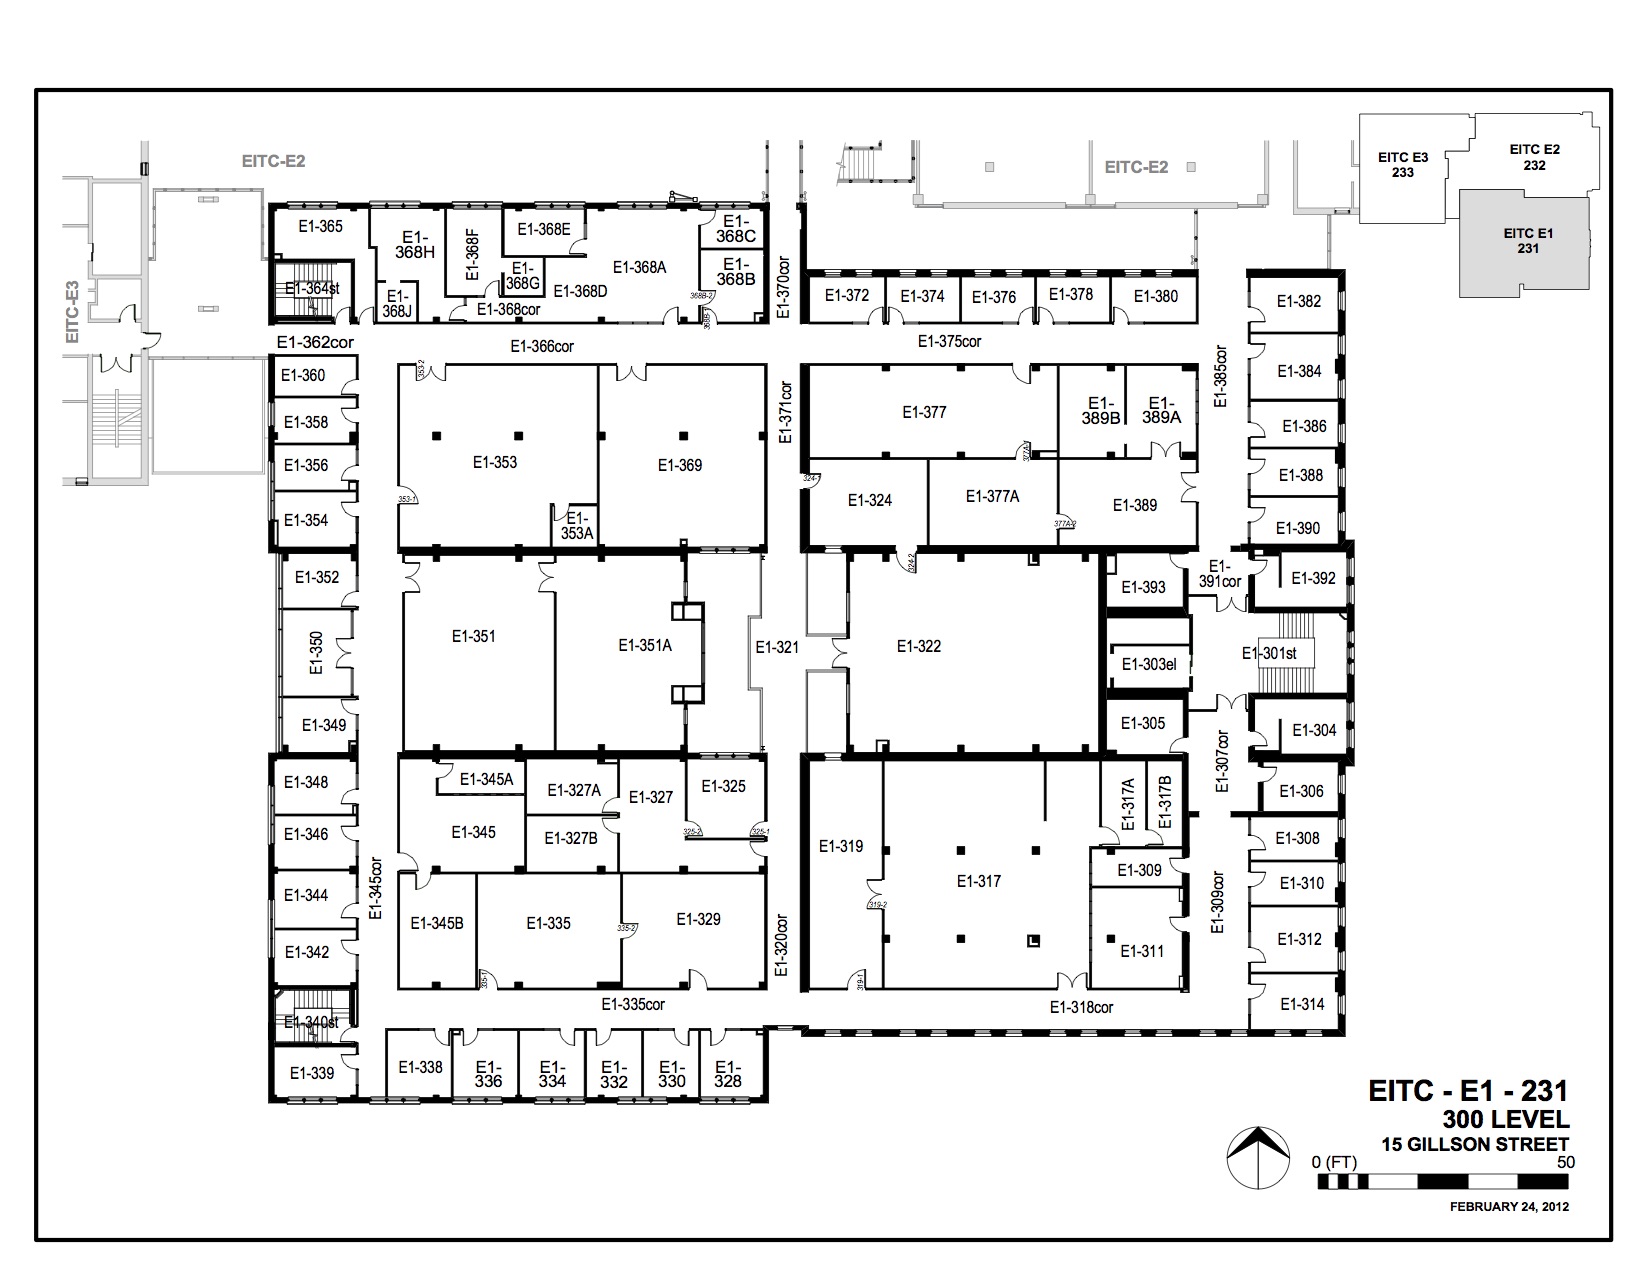 EITC-E2
EITC-E2
EITC E3
233
EITC E2
232
EITC E1
231
EITC-E3
E1-365
E1-
368H
E1-368F
E1-368E
E1-
368G
E1-368A
E1-368D
E1-
368C
E1-
368B
368B-2
368B-1
E1-364st
E1-
368J
E1-368cor
E1-370cor
E1-372
E1-374
E1-376
E1-378
E1-380
E1-382
E1-362cor
E1-366cor
E1-375cor
E1-385cor
E1-360
E1-358
E1-356
E1-354
353-2
E1-353
353-1
E1-
353A
E1-369
E1-371cor
E1-377
377A-1
E1-
389B
E1-
389A
E1-384
E1-386
E1-388
E1-390
324-1
E1-324
E1-377A
377A-2
E1-389
324-2
E1-352
E1-350
E1-349
E1-351
E1-351A
E1-321
E1-322
E1-393
E1-
391cor
E1-392
E1-303el
E1-301st
E1-305
E1-307cor
E1-304
E1-306
E1-348
E1-346
E1-344
E1-342
E1-345cor
E1-345A
E1-345
E1-327A
E1-327B
E1-327
E1-325
325-2
325-1
E1-345B
E1-335
335-1
335-2
E1-329
E1-320cor
E1-319
319-2
319-1
E1-317
E1-317A
E1-317B
E1-309
E1-311
E1-309cor
E1-308
E1-310
E1-312
E1-314
E1-340st
E1-335cor
E1-318cor
E1-339
E1-338
E1-
336
E1-
334
E1-
332
E1-
330
E1-
328
EITC - E1 - 231
300 LEVEL
15 GILLSON STREET
0 (FT) 50
FEBRUARY 24, 2012